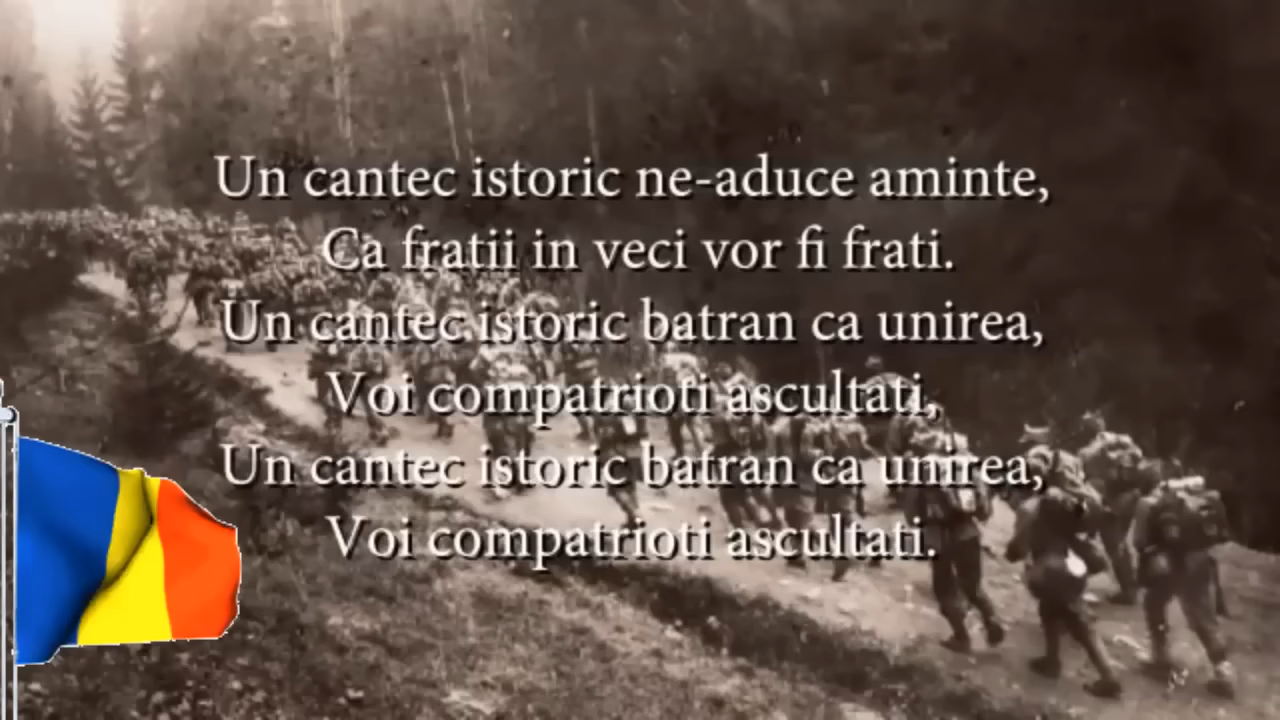 Un cantec istoric ne-aduce aminte,
Ca fratii in veci vor fi frati.
Un cantec istoric batran ca unirea,
Voi compatrioti ascultati,
Un cantec istoric batran ca unirea,
Voi compatrioti ascultati.